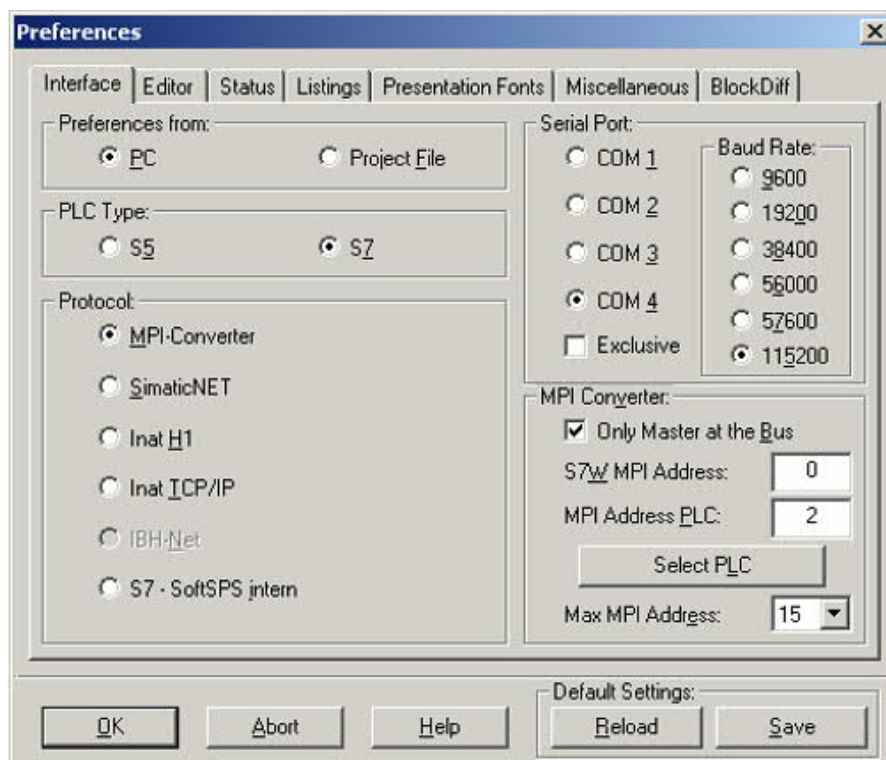 Preferences
Interface Editor Status Listings Presentation Fonts Miscellaneous BlockDiff
Preferences from:
PC Project File
PLC Type:
S5 S7
Protocol:
MPI-Converter
SimaticNET
Inat H1
Inat TCP/IP
IBH-Net
S7 - SoftSPS intern
Serial Port:
COM 1
COM 2
COM 3
COM 4
Exclusive
Baud Rate:
9600
19200
38400
56000
57600
115200
MPI Converter:
Only Master at the Bus
S7W MPI Address: 0
MPI Address PLC: 2
Select PLC
Max MPI Address: 15
OK Abort Help
Default Settings:
Reload Save